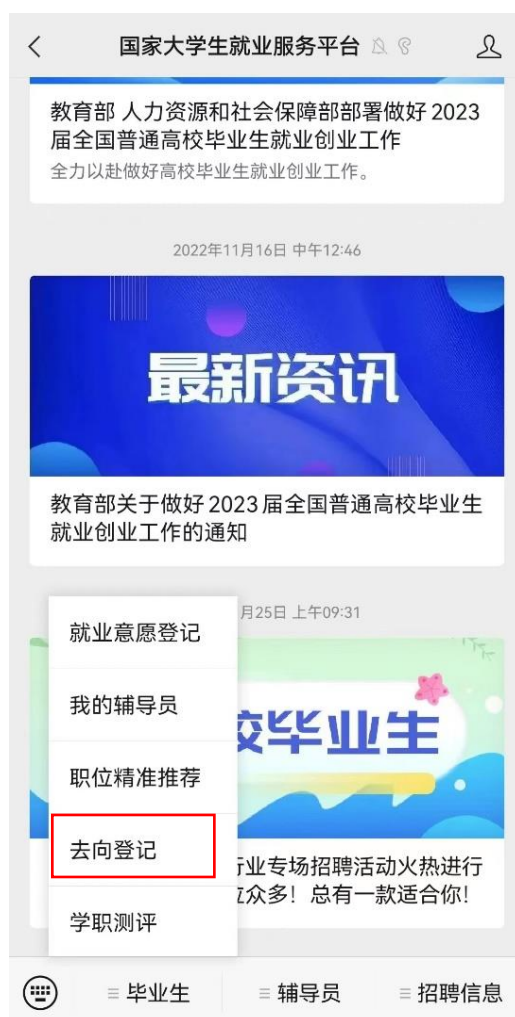 国家大学生就业服务平台
教育部 人力资源和社会保障部部署做好 2023
届全国普通高校毕业生就业创业工作
全力以赴做好高校毕业生就业创业工作。
2022年11月16日 中午12:46
最新资讯
教育部关于做好 2023 届全国普通高校毕业生
就业创业工作的通知
月25日 上午09:31
校毕业生
行业专场招聘活动火热进行
位众多！总有一款适合你!
就业意愿登记
我的辅导员
职位精准推荐
去向登记
学职测评
毕业生
辅导员
招聘信息